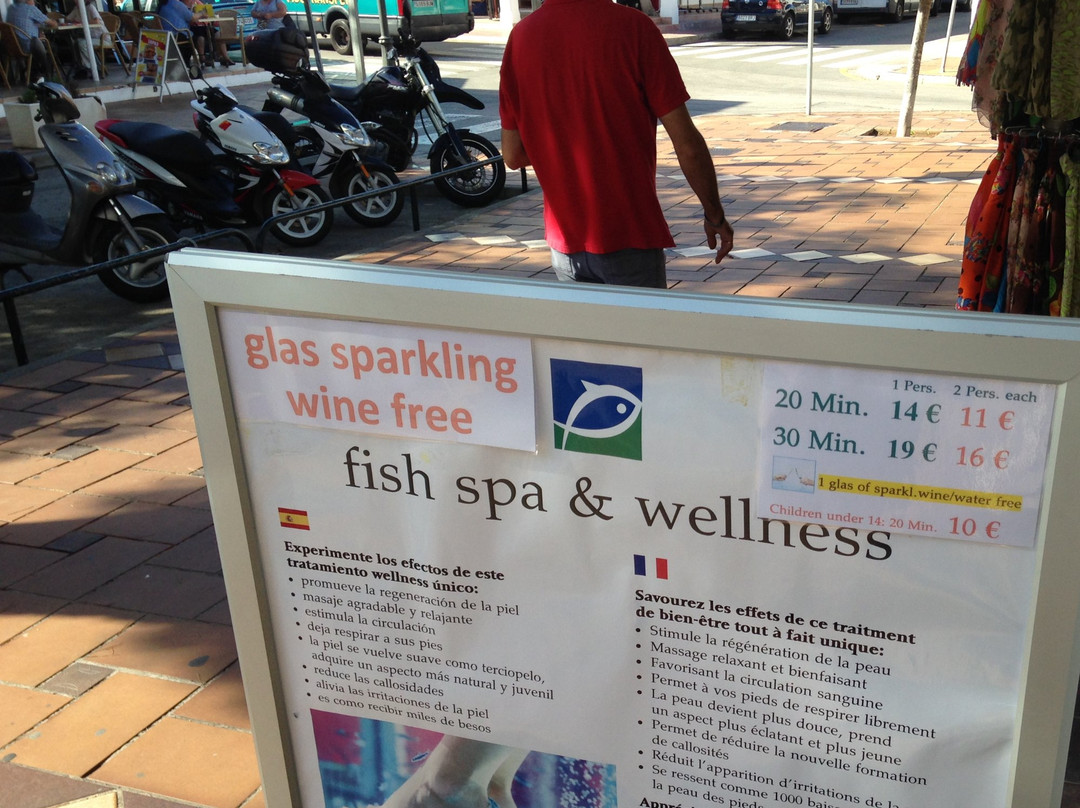 glas sparkling
wine free
1 Pers. 2 Pers. each
20 Min. 14 € 11 €
30 Min. 19 € 16 €
1 glas of sparkl.wine/water free
Children under 14: 20 Min. 10 €
fish spa & wellness
Experimente los efectos de este
tratamiento wellness único:
• promueve la regeneración de la piel
• masaje agradable y relajante
• estimula la circulación
• deja respirar a sus pies
• la piel se vuelve suave como terciopelo,
adquire un aspecto más natural y juvenil
• reduce las callosidades
• alivia las irritaciones de la piel
• es como recibir miles de besos
Savourez les effets de ce traitment
de bien-être tout à fait unique:
• Stimule la régénération de la peau
• Massage relaxant et bienfaisant
• Favorisant la circulation sanguine
• Permet à vos pieds de respirer librement
• La peau devient plus douce, prend
un aspect plus éclatant et plus jeune
• Permet de réduire la nouvelle formation
de callosités
• Réduit l'apparition d'irritations de la
• Se ressent comme 1000 bais
la peau des pieds